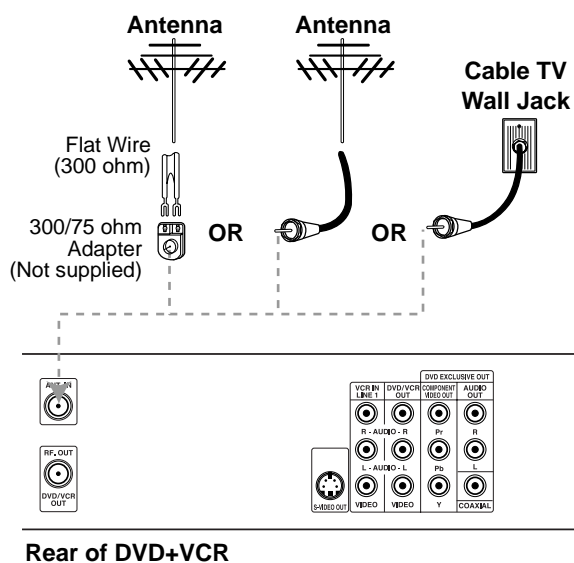 Antenna
Antenna
Cable TV
Wall Jack
Flat Wire
(300 ohm)
300/75 ohm
Adapter
(Not supplied)
OR
OR
ANT. IN
RF. OUT
DVD/VCR
OUT
DVD EXCLUSIVE OUT
VCR IN
LINE 1
DVD/VCR
OUT
COMPONENT
VIDEO OUT
AUDIO
OUT
R - AUDIO - R
Pr
R
L - AUDIO - L
Pb
L
S-VIDEO OUT
VIDEO
VIDEO
Y
COAXIAL
Rear of DVD+VCR